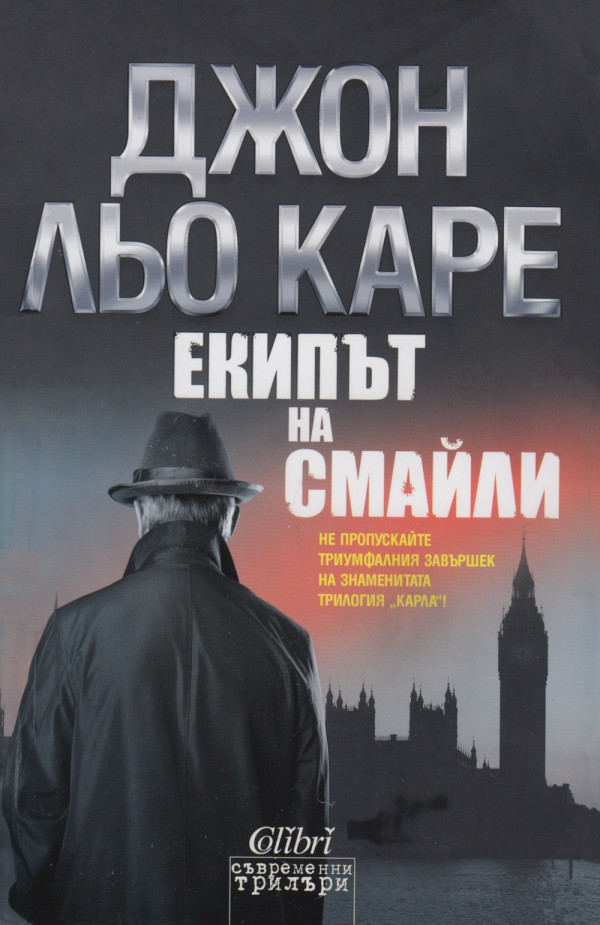 ДЖОН
ЛЬО КАРЕ
ЕКИПЪТ
НА
СМАЙЛИ
НЕ ПРОПУСКАЙТЕ
ТРИУМФАЛНИЯ ЗАВЪРШЕК
НА ЗНАМЕНИТАТА
ТРИЛОГИЯ „КАРЛА“!
Colibri
съвременни
трилъри